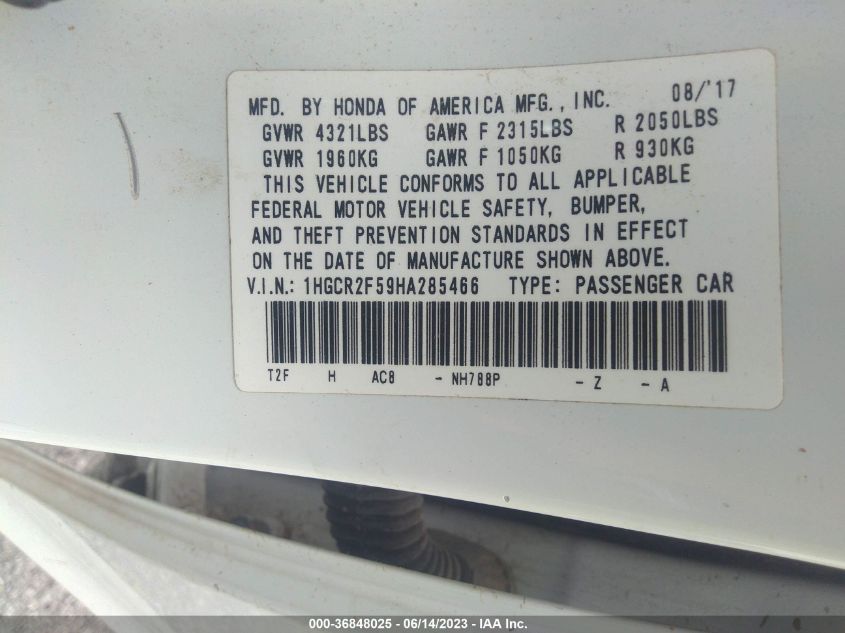 MFD. BY HONDA OF AMERICA MFG., INC. 08/'17
GVWR 4321LBS GAWR F 2315LBS R 2050LBS
GVWR 1960KG GAWR F 1050KG R 930KG
THIS VEHICLE CONFORMS TO ALL APPLICABLE
FEDERAL MOTOR VEHICLE SAFETY, BUMPER,
AND THEFT PREVENTION STANDARDS IN EFFECT
ON THE DATE OF MANUFACTURE SHOWN ABOVE.
V.I.N.: 1HGCR2F59HA285466 TYPE: PASSENGER CAR
T2F H AC8 - NH788P - Z - A
000-36848025 - 06/14/2023 - IAA Inc.